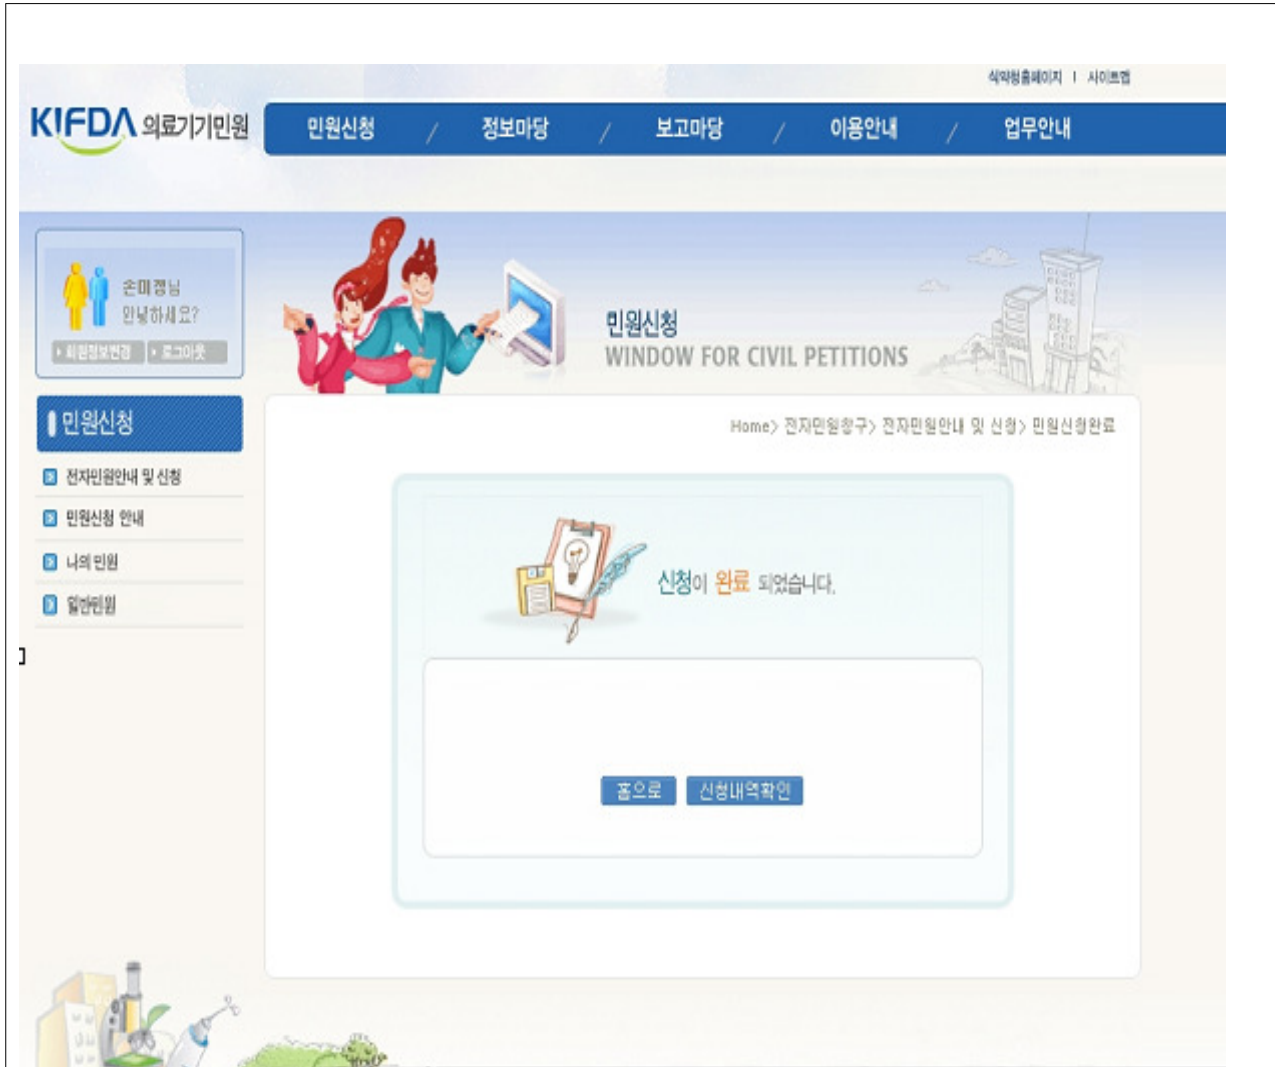 식약청홈페이지 | 사이트맵
KIFDA 의료기기민원
민원신청 / 정보마당 / 보고마당 / 이용안내 / 업무안내
손미경님
안녕하세요?
회원정보변경 로그아웃
민원신청
WINDOW FOR CIVIL PETITIONS
민원신청
Home> 전자민원창구> 전자민원안내 및 신청> 민원신청완료
전자민원안내 및 신청
민원신청 안내
나의 민원
일반민원
신청이 완료 되었습니다.
홈으로 신청내역확인